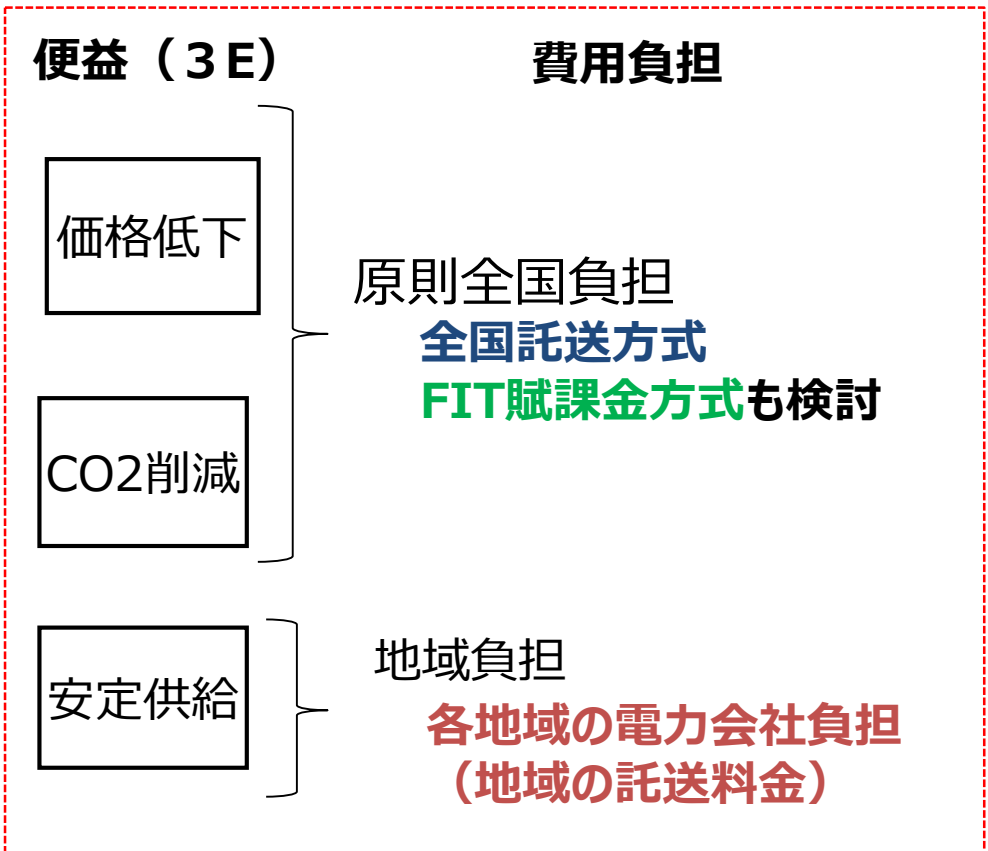 便益（３E）
費用負担
価格低下
原則全国負担
全国託送方式
FIT賦課金方式も検討
CO2削減
安定供給
地域負担
各地域の電力会社負担
（地域の託送料金）